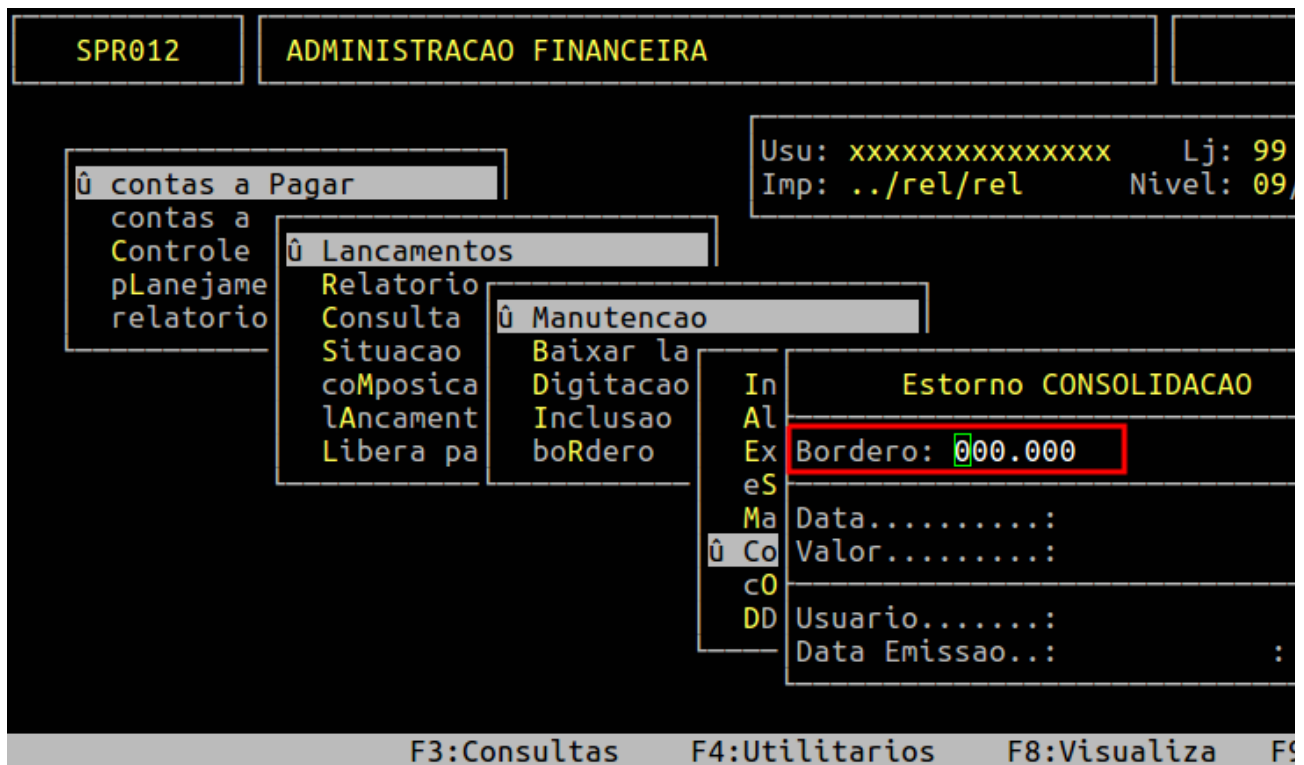 SPR012 ADMINISTRACAO FINANCEIRA
Usu: xxxxxxxxxxxxxxx Lj: 99
Imp: ../rel/rel Nivel: 09/
û contas a Pagar
contas a
Controle
pLanejame
relatorio
û Lancamentos
Relatorio
Consulta
Situacao
coMposica
lAncament
Libera pa
û Manutencao
Baixar la
Digitacao
Inclusao
boRdero
In
Al
Ex
eS
Ma
û Co
cO
DD
Estorno CONSOLIDACAO
Bordero: 000.000
Data..........:
Valor.........:
Usuario.......:
Data Emissao..: :
F3:Consultas F4:Utilitarios F8:Visualiza F9